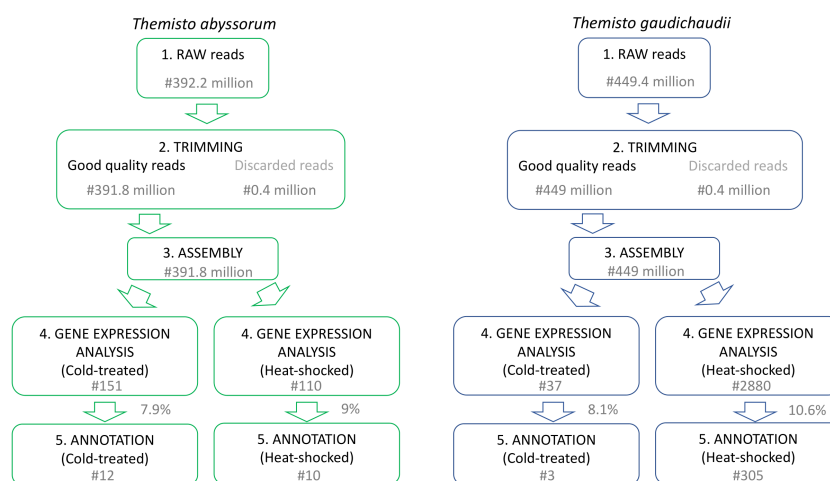 Themisto abyssorum
1. RAW reads
#392.2 million
2. TRIMMING
Good quality reads
Discarded reads
#391.8 million
#0.4 million
3. ASSEMBLY
#391.8 million
4. GENE EXPRESSION
ANALYSIS
(Cold-treated)
#151
4. GENE EXPRESSION
ANALYSIS
(Heat-shocked)
#110
7.9%
9%
5. ANNOTATION
(Cold-treated)
#12
5. ANNOTATION
(Heat-shocked)
#10
Themisto gaudichaudii
1. RAW reads
#449.4 million
2. TRIMMING
Good quality reads
Discarded reads
#449 million
#0.4 million
3. ASSEMBLY
#449 million
4. GENE EXPRESSION
ANALYSIS
(Cold-treated)
#37
4. GENE EXPRESSION
ANALYSIS
(Heat-shocked)
#2880
8.1%
10.6%
5. ANNOTATION
(Cold-treated)
#3
5. ANNOTATION
(Heat-shocked)
#305